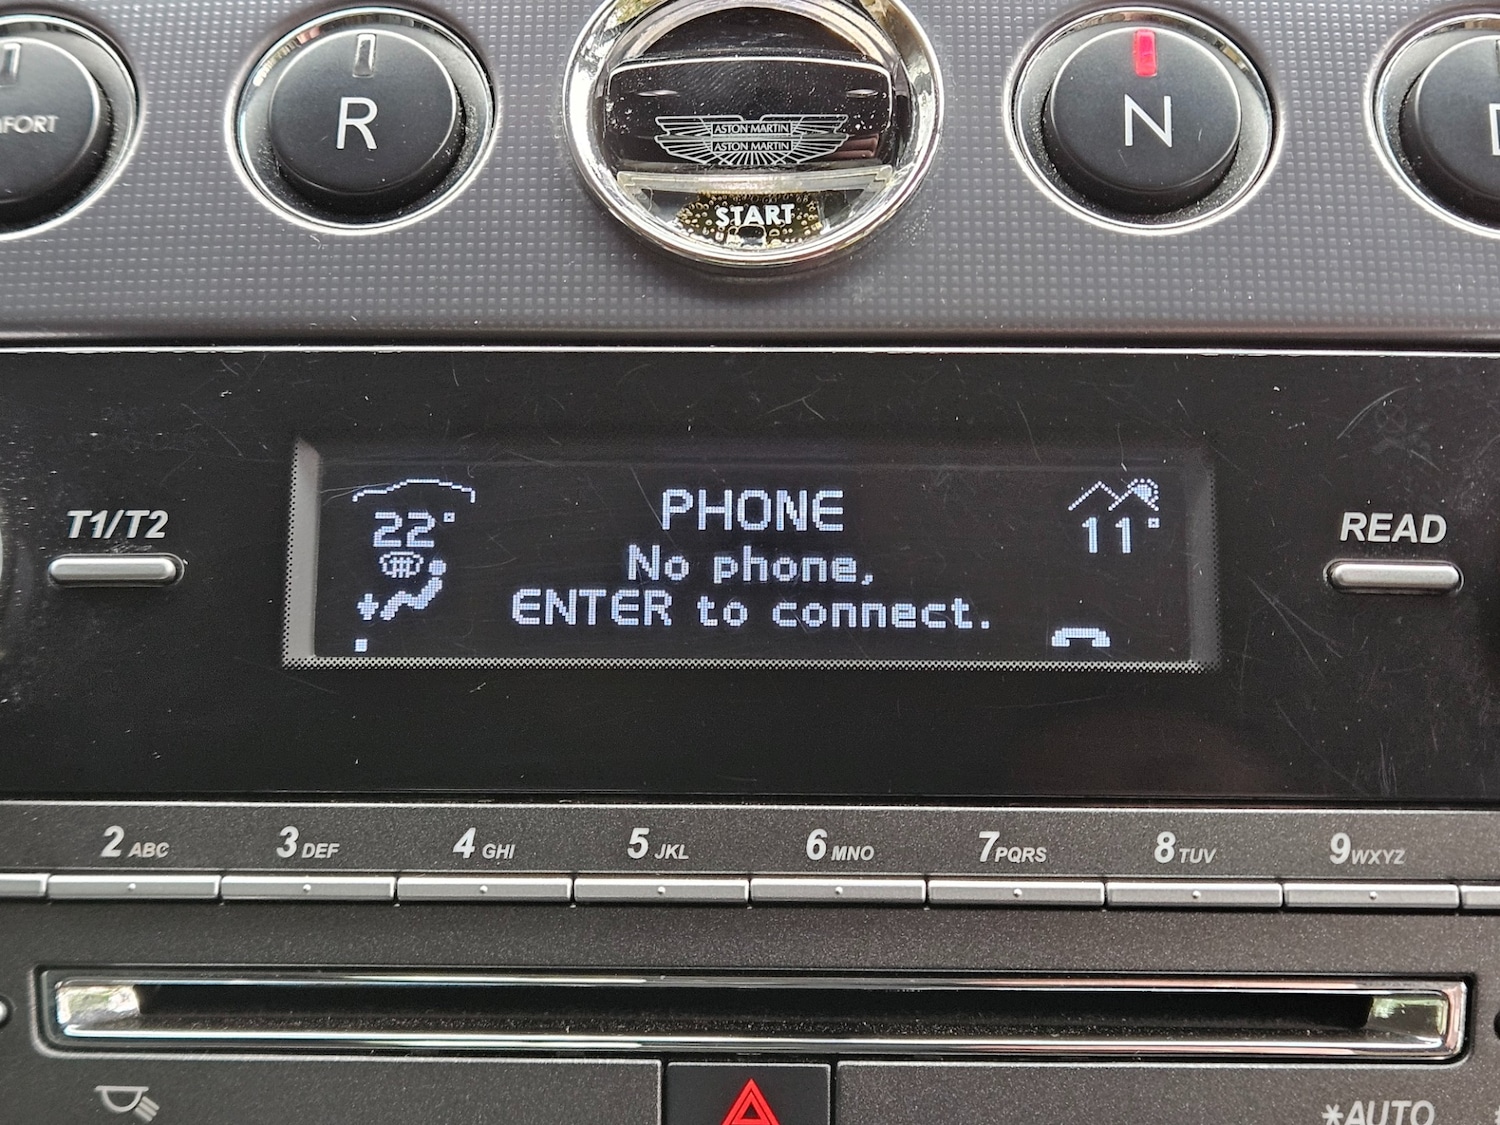 R
ASTON MARTIN
ASTON MARTIN
START
N
T1/T2
22°
PHONE
No phone,
ENTER to connect.
11°
READ
2 ABC
3 DEF
4 GHI
5 JKL
6 MNO
7 PQRS
8 TUV
9 WXYZ
*AUTO